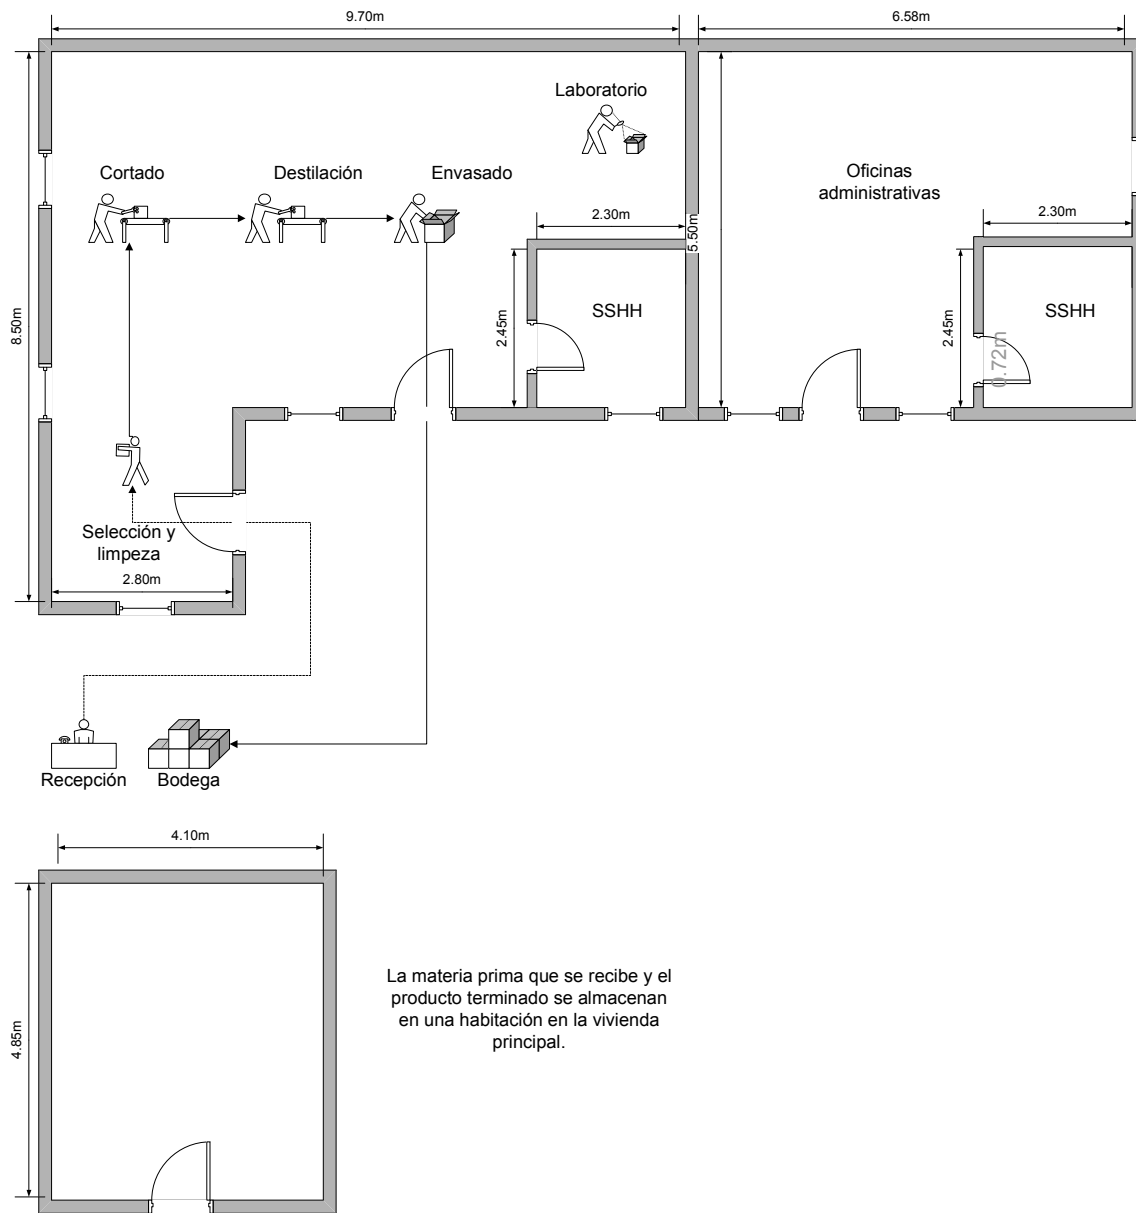 9.70m
6.58m
Laboratorio
Cortado
Destilación
Envasado
Oficinas
administrativas
2.30m
2.30m
5.50m
8.50m
2.45m
SSHH
2.45m
SSHH
0.72m
Selección y
limpeza
2.80m
Recepción
Bodega
4.10m
4.85m
La materia prima que se recibe y el
producto terminado se almacenan
en una habitación en la vivienda
principal.